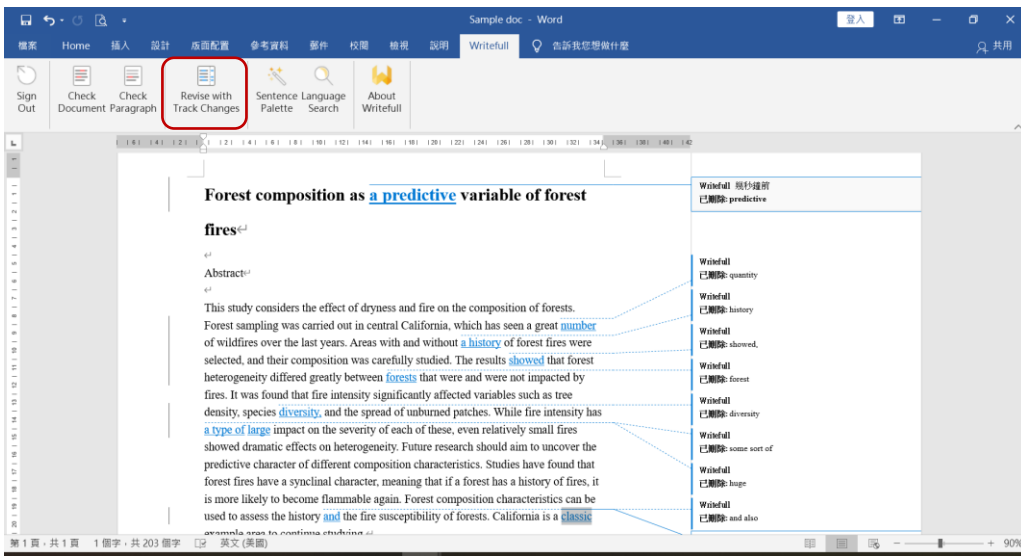 Sample doc - Word
登入
檔案 Home 插入 設計 版面配置 參考資料 郵件 校閱 檢視 說明 Writefull 告訴我您想做什麼 共用
Sign Out
Check Document
Check Paragraph
Revise with Track Changes
Sentence Palette
Language Search
About Writefull
Forest composition as a predictive variable of forest
fires
Abstract
This study considers the effect of dryness and fire on the composition of forests.
Forest sampling was carried out in central California, which has seen a great number
of wildfires over the last years. Areas with and without a history of forest fires were
selected, and their composition was carefully studied. The results showed that forest
heterogeneity differed greatly between forests that were and were not impacted by
fires. It was found that fire intensity significantly affected variables such as tree
density, species diversity, and the spread of unburned patches. While fire intensity has
a type of large impact on the severity of each of these, even relatively small fires
showed dramatic effects on heterogeneity. Future research should aim to uncover the
predictive character of different composition characteristics. Studies have found that
forest fires have a synclinal character, meaning that if a forest has a history of fires, it
is more likely to become flammable again. Forest composition characteristics can be
used to assess the history and the fire susceptibility of forests. California is a classic
example area to continue studying
Writefull 幾秒鐘前
已刪除: predictive
Writefull
已刪除: quantity
Writefull
已刪除: history
Writefull
已刪除: showed,
Writefull
已刪除: forest
Writefull
已刪除: diversity
Writefull
已刪除: some sort of
Writefull
已刪除: huge
Writefull
已刪除: and also
第 1 頁，共 1 頁 1 個字，共 203 個字 英文 (美國) 90%